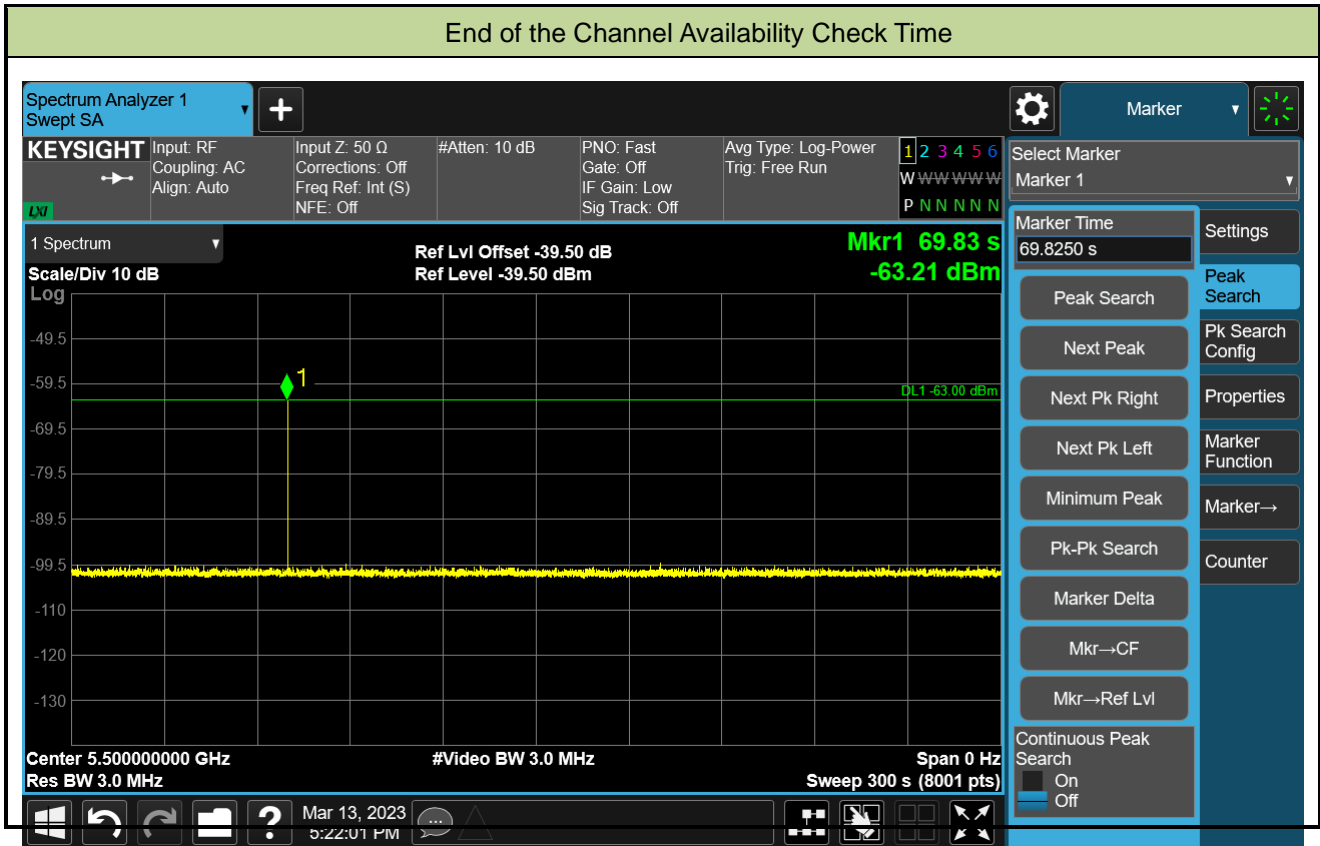 End of the Channel Availability Check Time
Spectrum Analyzer 1
Swept SA
Marker
KEYSIGHT
LXI
Input: RF
Coupling: AC
Align: Auto
Input Z: 50 Ω
Corrections: Off
Freq Ref: Int (S)
NFE: Off
#Atten: 10 dB
PNO: Fast
Gate: Off
IF Gain: Low
Sig Track: Off
Avg Type: Log-Power
Trig: Free Run
1 2 3 4 5 6
W W W W W W
P N N N N N
Select Marker
Marker 1
1 Spectrum
Ref Lvl Offset -39.50 dB
Mkr1 69.83 s
Scale/Div 10 dB
Ref Level -39.50 dBm
-63.21 dBm
Log
-49.5
-59.5
-69.5
-79.5
-89.5
-99.5
-110
-120
-130
1
DL1 -63.00 dBm
Center 5.500000000 GHz
#Video BW 3.0 MHz
Span 0 Hz
Res BW 3.0 MHz
Sweep 300 s (8001 pts)
Marker Time
69.8250 s
Peak Search
Next Peak
Next Pk Right
Next Pk Left
Minimum Peak
Pk-Pk Search
Marker Delta
Mkr→CF
Mkr→Ref Lvl
Continuous Peak
Search
On
Off
Settings
Peak
Search
Pk Search
Config
Properties
Marker
Function
Marker→
Counter
?
Mar 13, 2023
5:22:01 PM